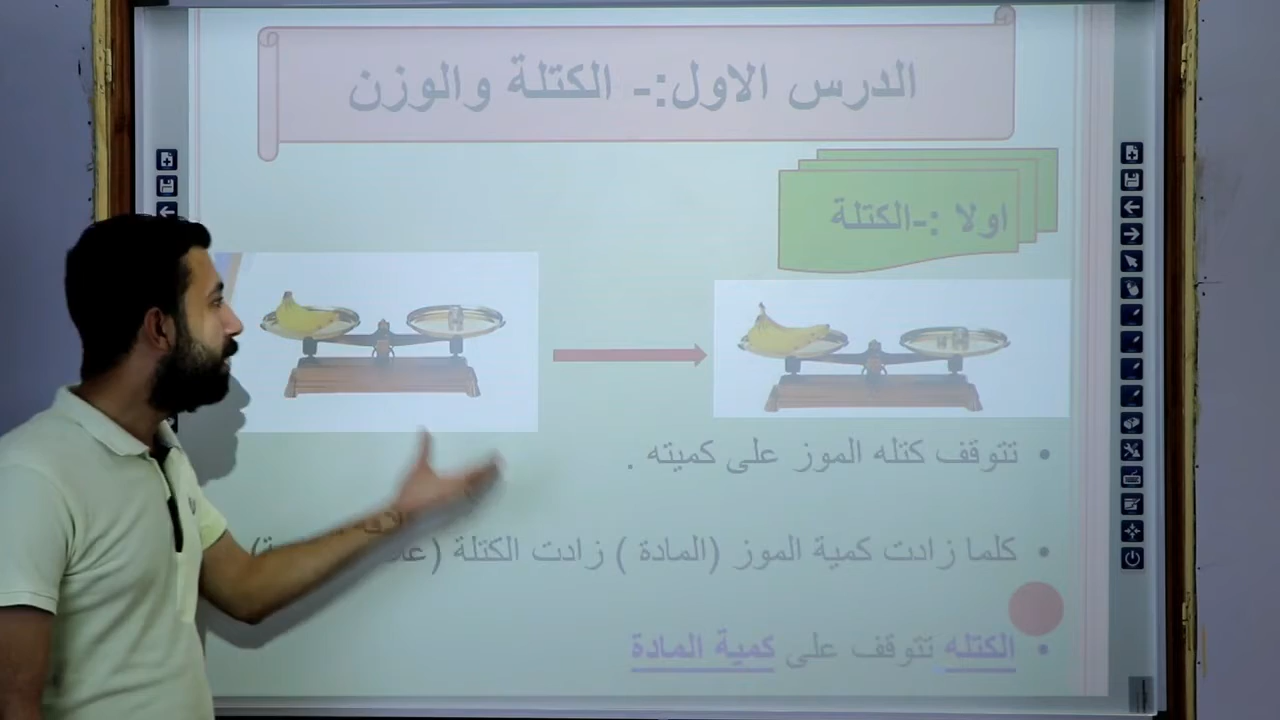 الدرس الاول:- الكتلة والوزن
اولا :-الكتلة
• تتوقف كتله الموز على كميته .
• كلما زادت كمية الموز (المادة ) زادت الكتلة (
• الكتله تتوقف على كمية المادة